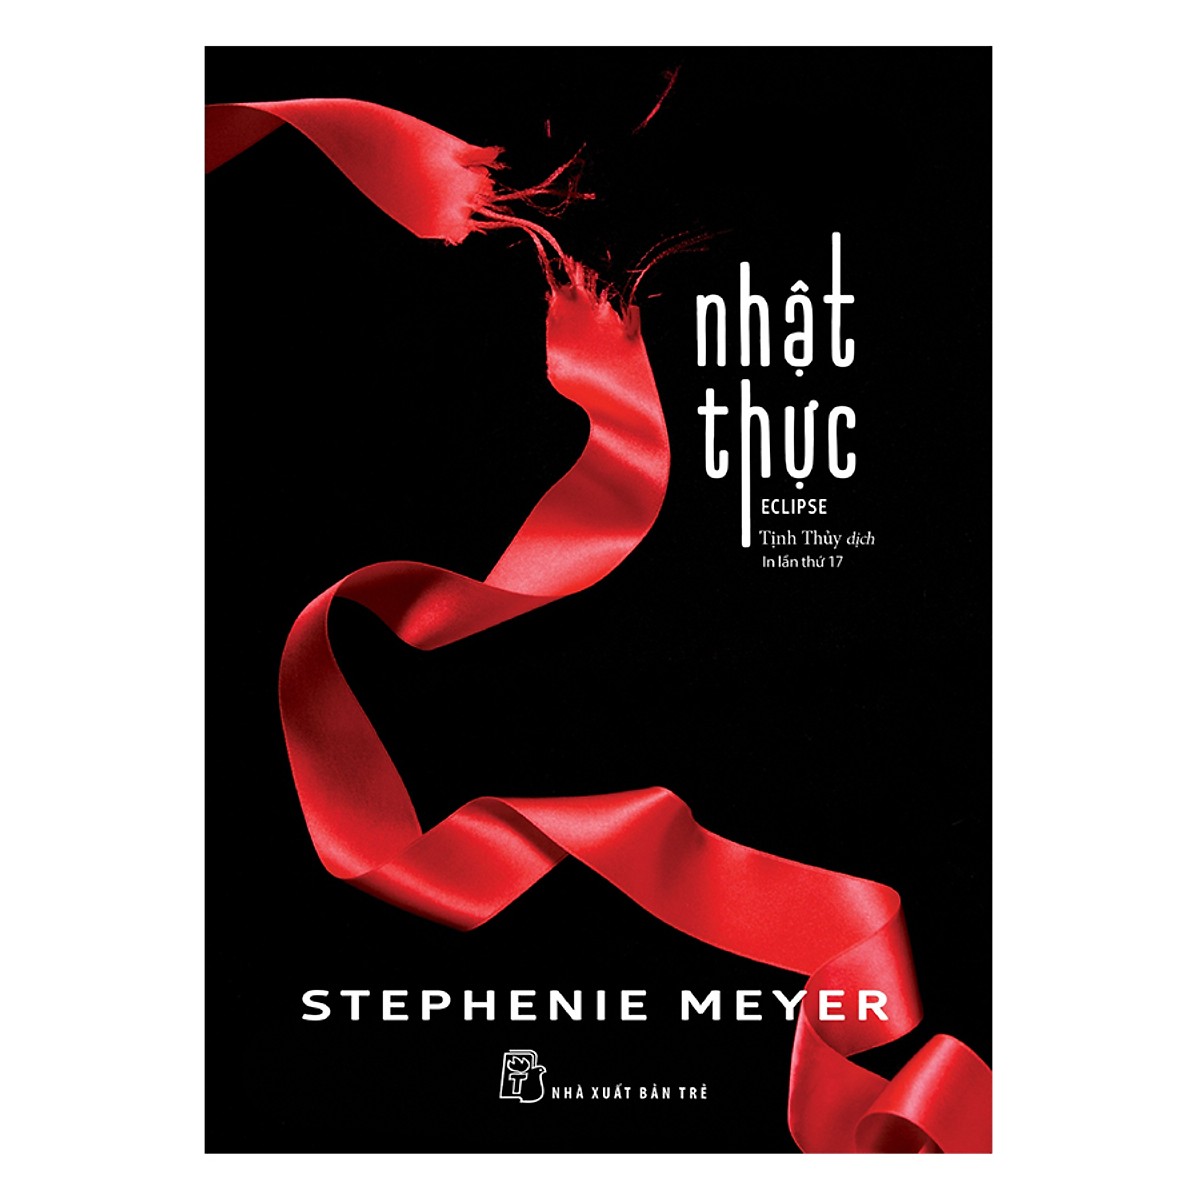 nhật
thực
ECLIPSE
Tịnh Thủy dịch
In lần thứ 17
STEPHENIE MEYER
T
NHÀ XUẤT BẢN TRẺ